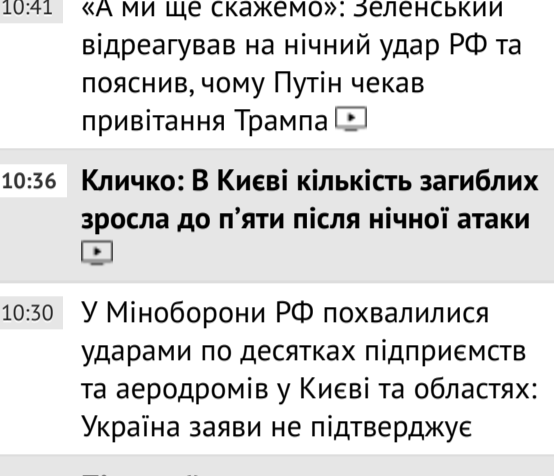 10:41 «А ми ще скажемо»: Зеленський
відреагував на нічний удар РФ та
пояснив, чому Путін чекав
привітання Трампа
10:36 Кличко: В Києві кількість загиблих
зросла до п’яти після нічної атаки
10:30 У Міноборони РФ похвалилися
ударами по десятках підприємств
та аеродромів у Києві та областях:
Україна заяви не підтверджує